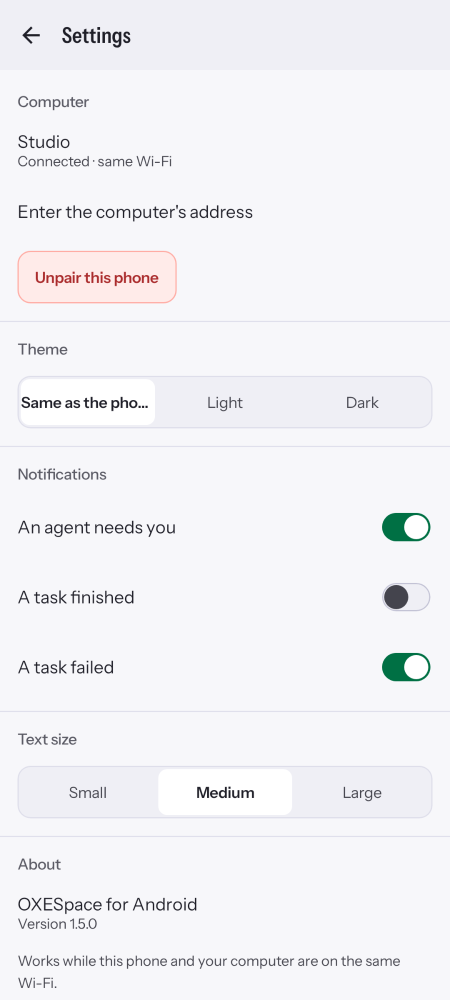 Settings
Computer
Studio
Connected · same Wi-Fi
Enter the computer's address
Unpair this phone
Theme
Same as the pho...
Light
Dark
Notifications
An agent needs you
A task finished
A task failed
Text size
Small
Medium
Large
About
OXESpace for Android
Version 1.5.0
Works while this phone and your computer are on the same
Wi-Fi.